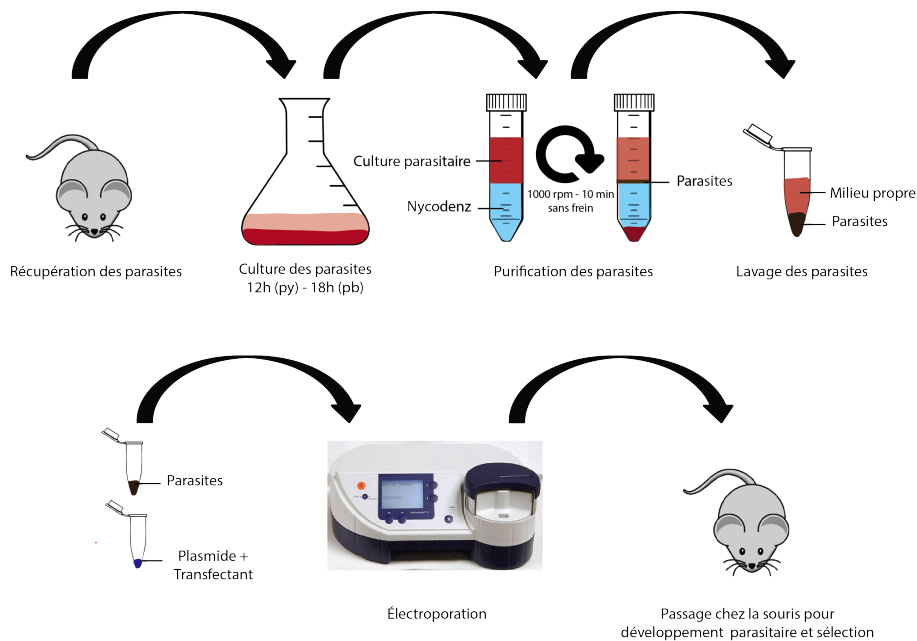 Culture parasitaire
Nycodenz
1000 rpm - 10 min
sans frein
Parasites
Milieu propre
Parasites
Récupération des parasites
Culture des parasites
12h (py) - 18h (pb)
Purification des parasites
Lavage des parasites
Parasites
Plasmide +
Transfectant
Électroporation
Passage chez la souris pour
développement parasitaire et sélection